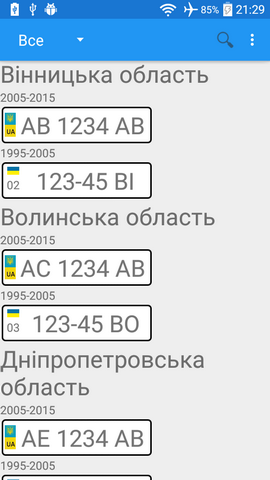 85% 21:29
Все
Вінницька область
2005-2015
UA AB 1234 AB
1995-2005
02 123-45 BI
Волинська область
2005-2015
UA AC 1234 AB
1995-2005
03 123-45 BO
Дніпропетровська
область
2005-2015
UA AE 1234 AB
1995-2005